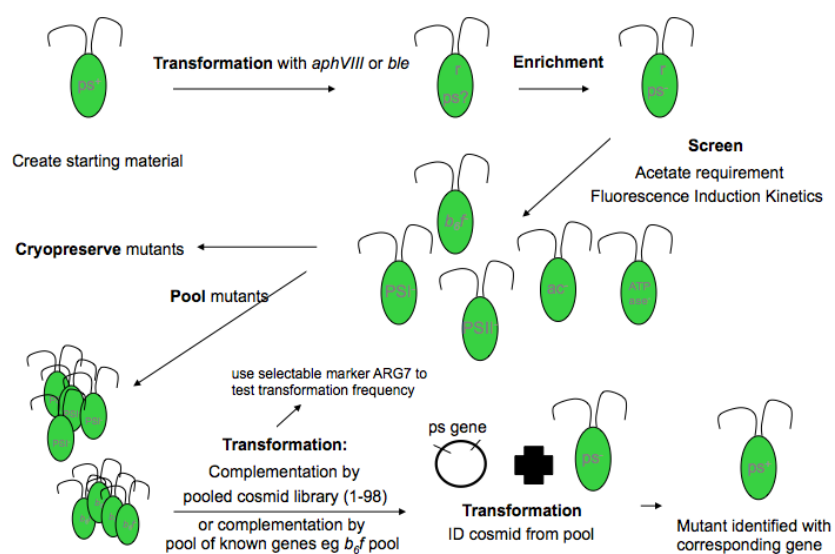 Transformation with aphVIII or ble
Enrichment
ps
r
ps?
r
ps
Create starting material
Screen
Acetate requirement
Fluorescence Induction Kinetics
b6f
Cryopreserve mutants
PSI
PSII
ac
ATP
ase
Pool mutants
use selectable marker ARG7 to
test transformation frequency
PSI
PSI
ps gene
Transformation:
Complementation by
pooled cosmid library (1-98)
or complementation by
pool of known genes eg b6f pool
ps
Transformation
ID cosmid from pool
ps
Mutant identified with
corresponding gene